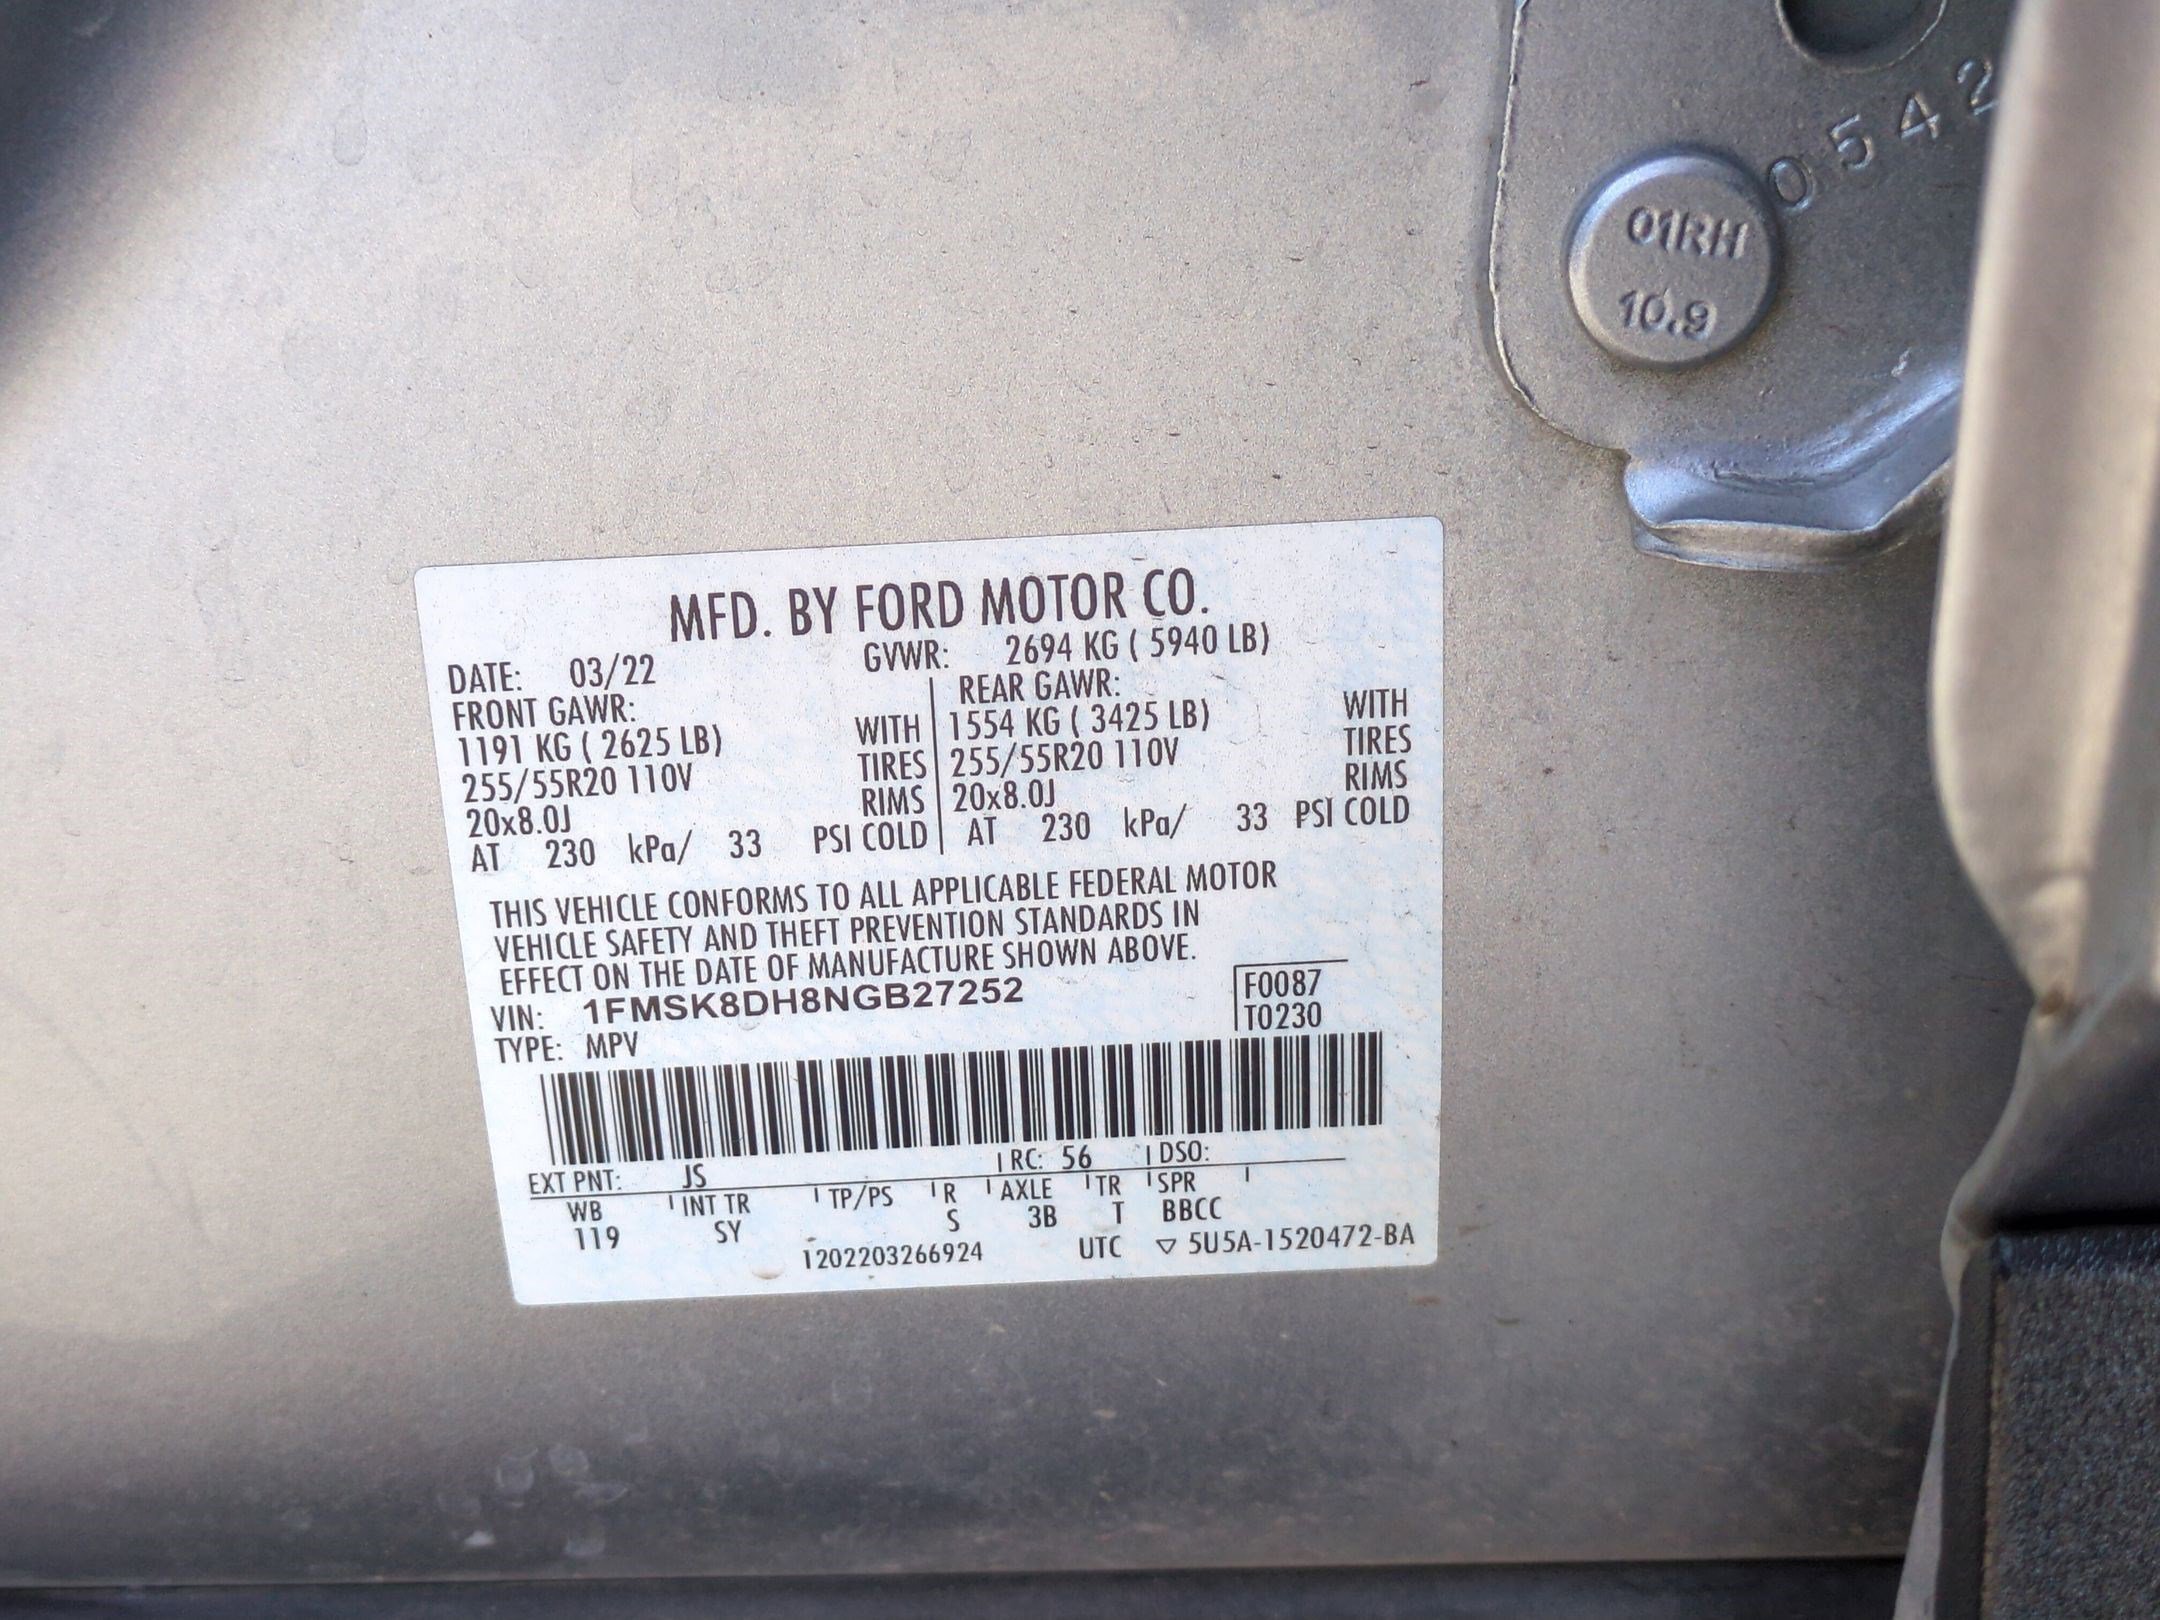 0542
01RH
10.9
MFD. BY FORD MOTOR CO.
DATE: 03/22 GVWR: 2694 KG ( 5940 LB)
FRONT GAWR: REAR GAWR:
1191 KG ( 2625 LB) WITH 1554 KG ( 3425 LB) WITH
255/55R20 110V TIRES 255/55R20 110V TIRES
20x8.0J RIMS 20x8.0J RIMS
AT 230 kPa/ 33 PSI COLD AT 230 kPa/ 33 PSI COLD
THIS VEHICLE CONFORMS TO ALL APPLICABLE FEDERAL MOTOR
VEHICLE SAFETY AND THEFT PREVENTION STANDARDS IN
EFFECT ON THE DATE OF MANUFACTURE SHOWN ABOVE.
VIN: 1FMSK8DH8NGB27252 F0087
TYPE: MPV T0230
EXT PNT: JS RC: 56 DSO:
WB INT TR TP/PS R AXLE TR SPR
119 SY S 3B T BBCC
1202203266924 UTC ▽ 5U5A-1520472-BA